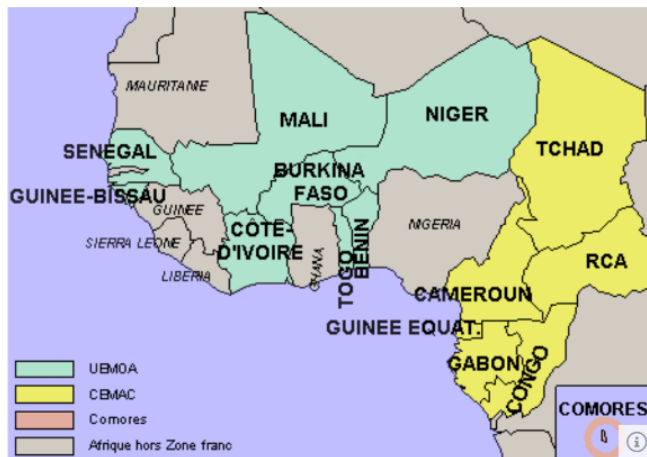 MAURITANIE
MALI
NIGER
TCHAD
SENEGAL
BURKINA
FASO
GUINEE-BISSAU
GUINEE
NIGERIA
CÔTE-
D'IVOIRE
SIERRA LEONE
GHANA
TOGO
BENIN
RCA
LIBERIA
CAMEROUN
GUINEE EQUAT.
GABON
CONGO
UEMOA
CEMAC
Comores
Afrique hors Zone franc
COMORES